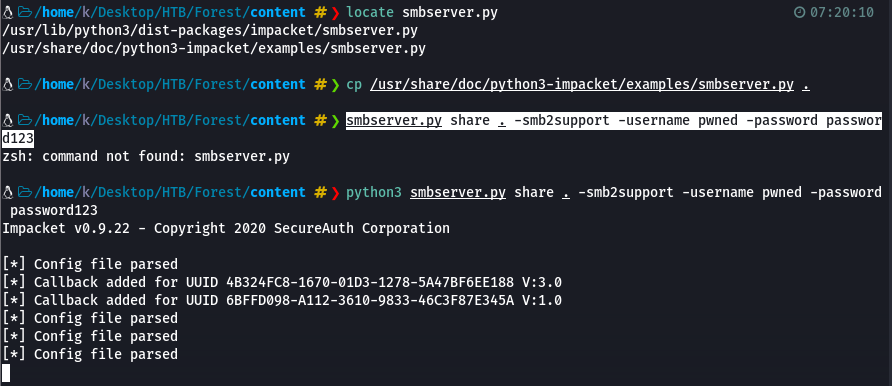 /home/k/Desktop/HTB/Forest/content # ❯ locate smbserver.py 07:20:10
/usr/lib/python3/dist-packages/impacket/smbserver.py
/usr/share/doc/python3-impacket/examples/smbserver.py
/home/k/Desktop/HTB/Forest/content # ❯ cp /usr/share/doc/python3-impacket/examples/smbserver.py .
/home/k/Desktop/HTB/Forest/content # ❯ smbserver.py share . -smb2support -username pwned -password passwor
d123
zsh: command not found: smbserver.py
/home/k/Desktop/HTB/Forest/content # ❯ python3 smbserver.py share . -smb2support -username pwned -password
password123
Impacket v0.9.22 - Copyright 2020 SecureAuth Corporation
[*] Config file parsed
[*] Callback added for UUID 4B324FC8-1670-01D3-1278-5A47BF6EE188 V:3.0
[*] Callback added for UUID 6BFFD098-A112-3610-9833-46C3F87E345A V:1.0
[*] Config file parsed
[*] Config file parsed
[*] Config file parsed